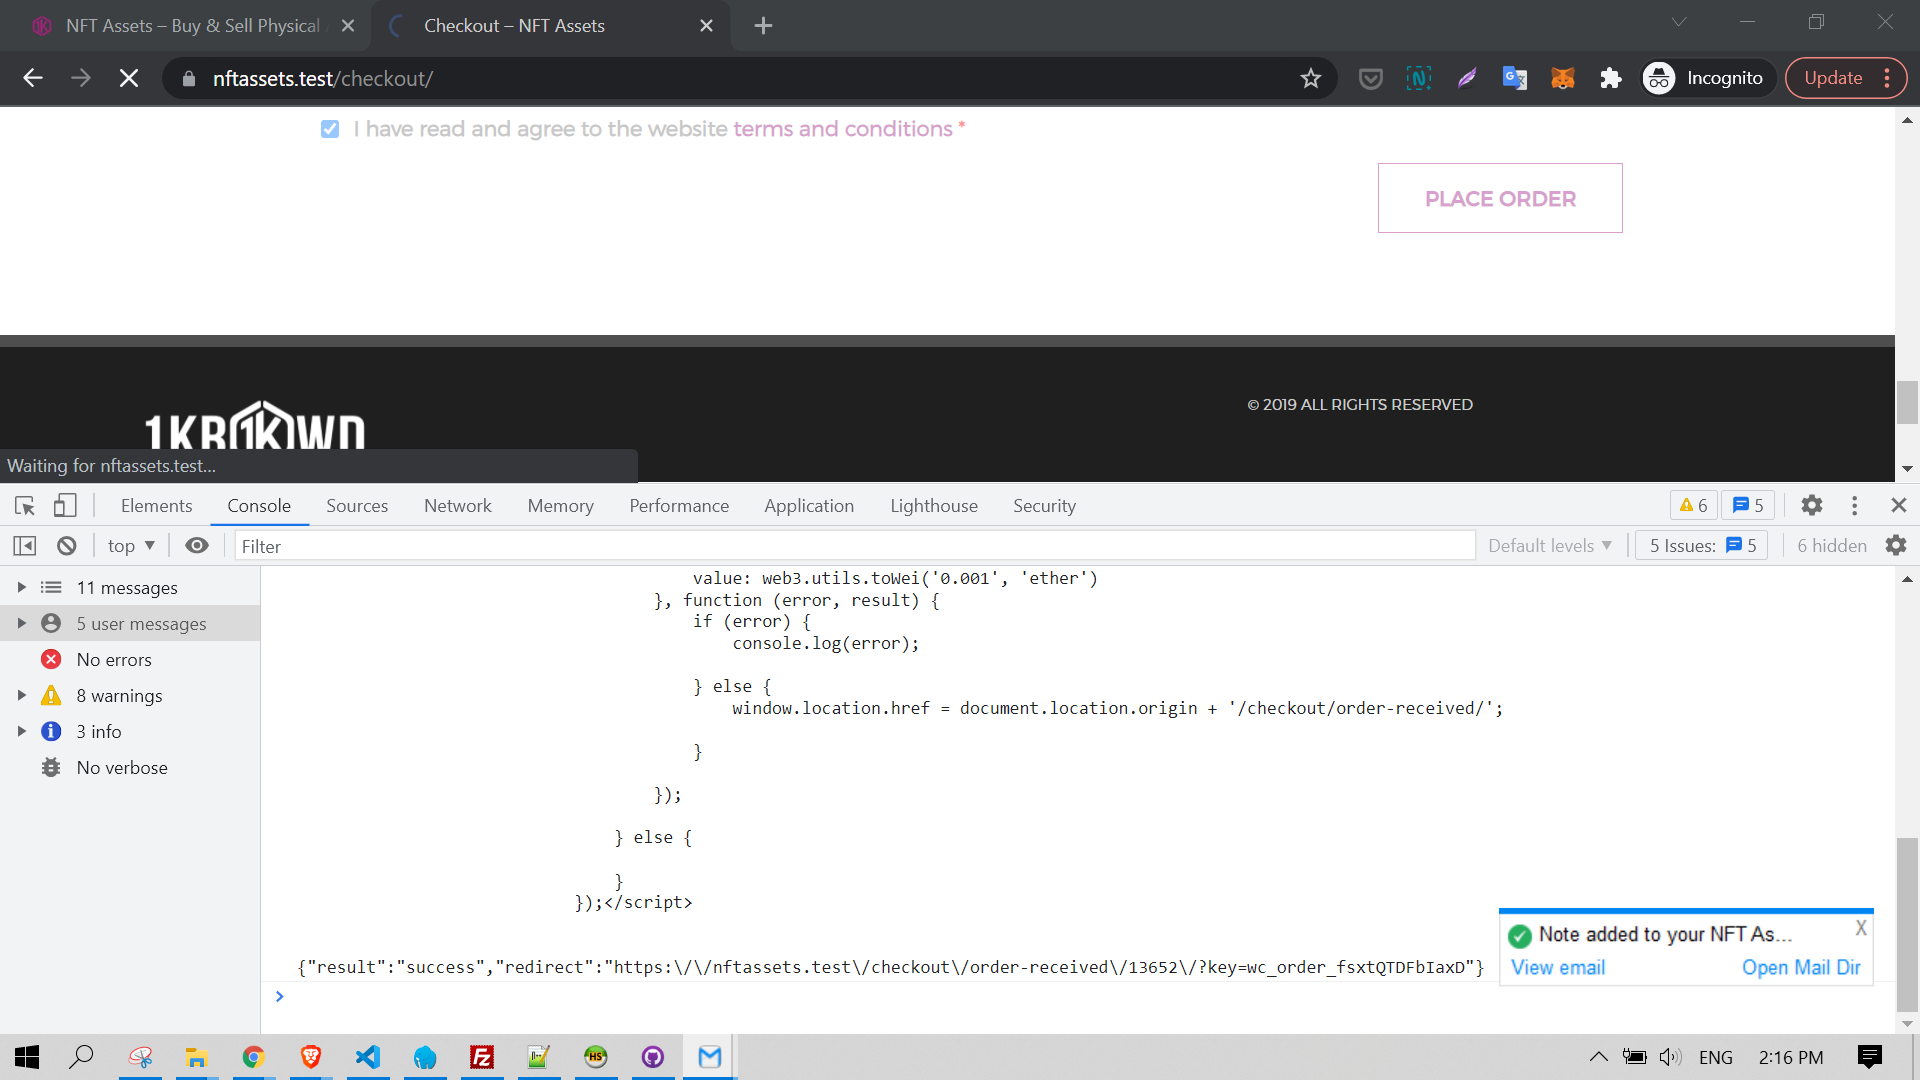 NFT Assets – Buy & Sell Physical
Checkout – NFT Assets
nftassets.test/checkout/
Incognito
Update
I have read and agree to the website terms and conditions *
PLACE ORDER
© 2019 ALL RIGHTS RESERVED
1KBROWD
Waiting for nftassets.test...
Elements Console Sources Network Memory Performance Application Lighthouse Security 6 5
top Filter Default levels 5 Issues: 5 6 hidden
11 messages
5 user messages
No errors
8 warnings
3 info
No verbose
value: web3.utils.toWei('0.001', 'ether')
}, function (error, result) {
if (error) {
console.log(error);
} else {
window.location.href = document.location.origin + '/checkout/order-received/';
}
});
} else {
}
});</script>
{"result":"success","redirect":"https:\/\/nftassets.test\/checkout\/order-received\/13652\/?key=wc_order_fsxtQTDFbIaxD"}
>
Note added to your NFT As... X
View email Open Mail Dir
ENG 2:16 PM